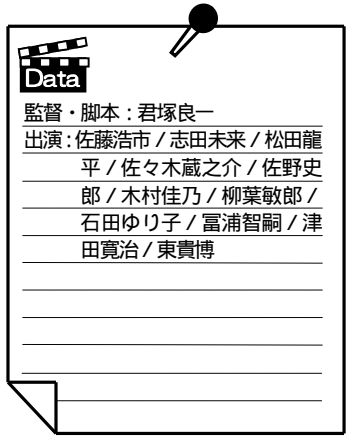 Data
監督・脚本：君塚良一
出演：佐藤浩市／志田未来／松田龍
平／佐々木蔵之介／佐野史
郎／木村佳乃／柳葉敏郎／
石田ゆり子／冨浦智嗣／津
田寛治／東貴博